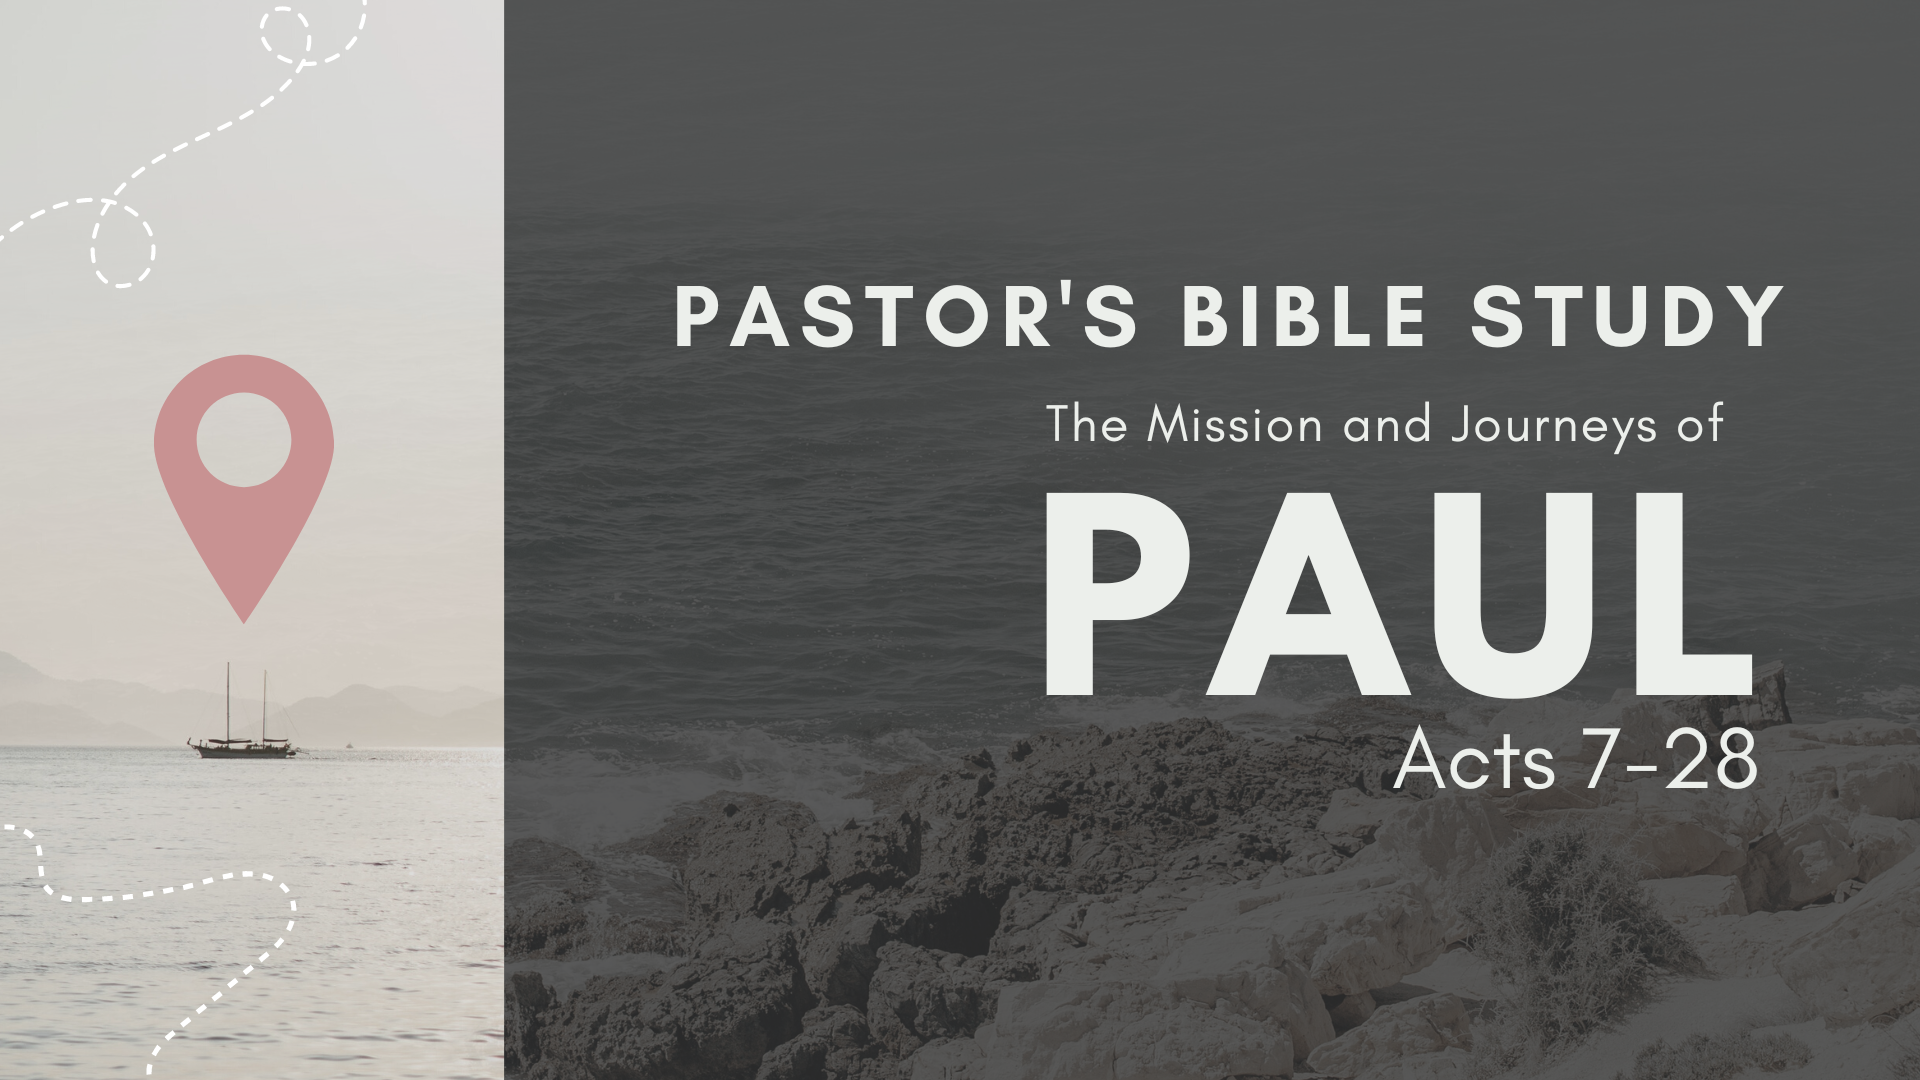 PASTOR'S BIBLE STUDY
The Mission and Journeys of
PAUL
Acts 7-28